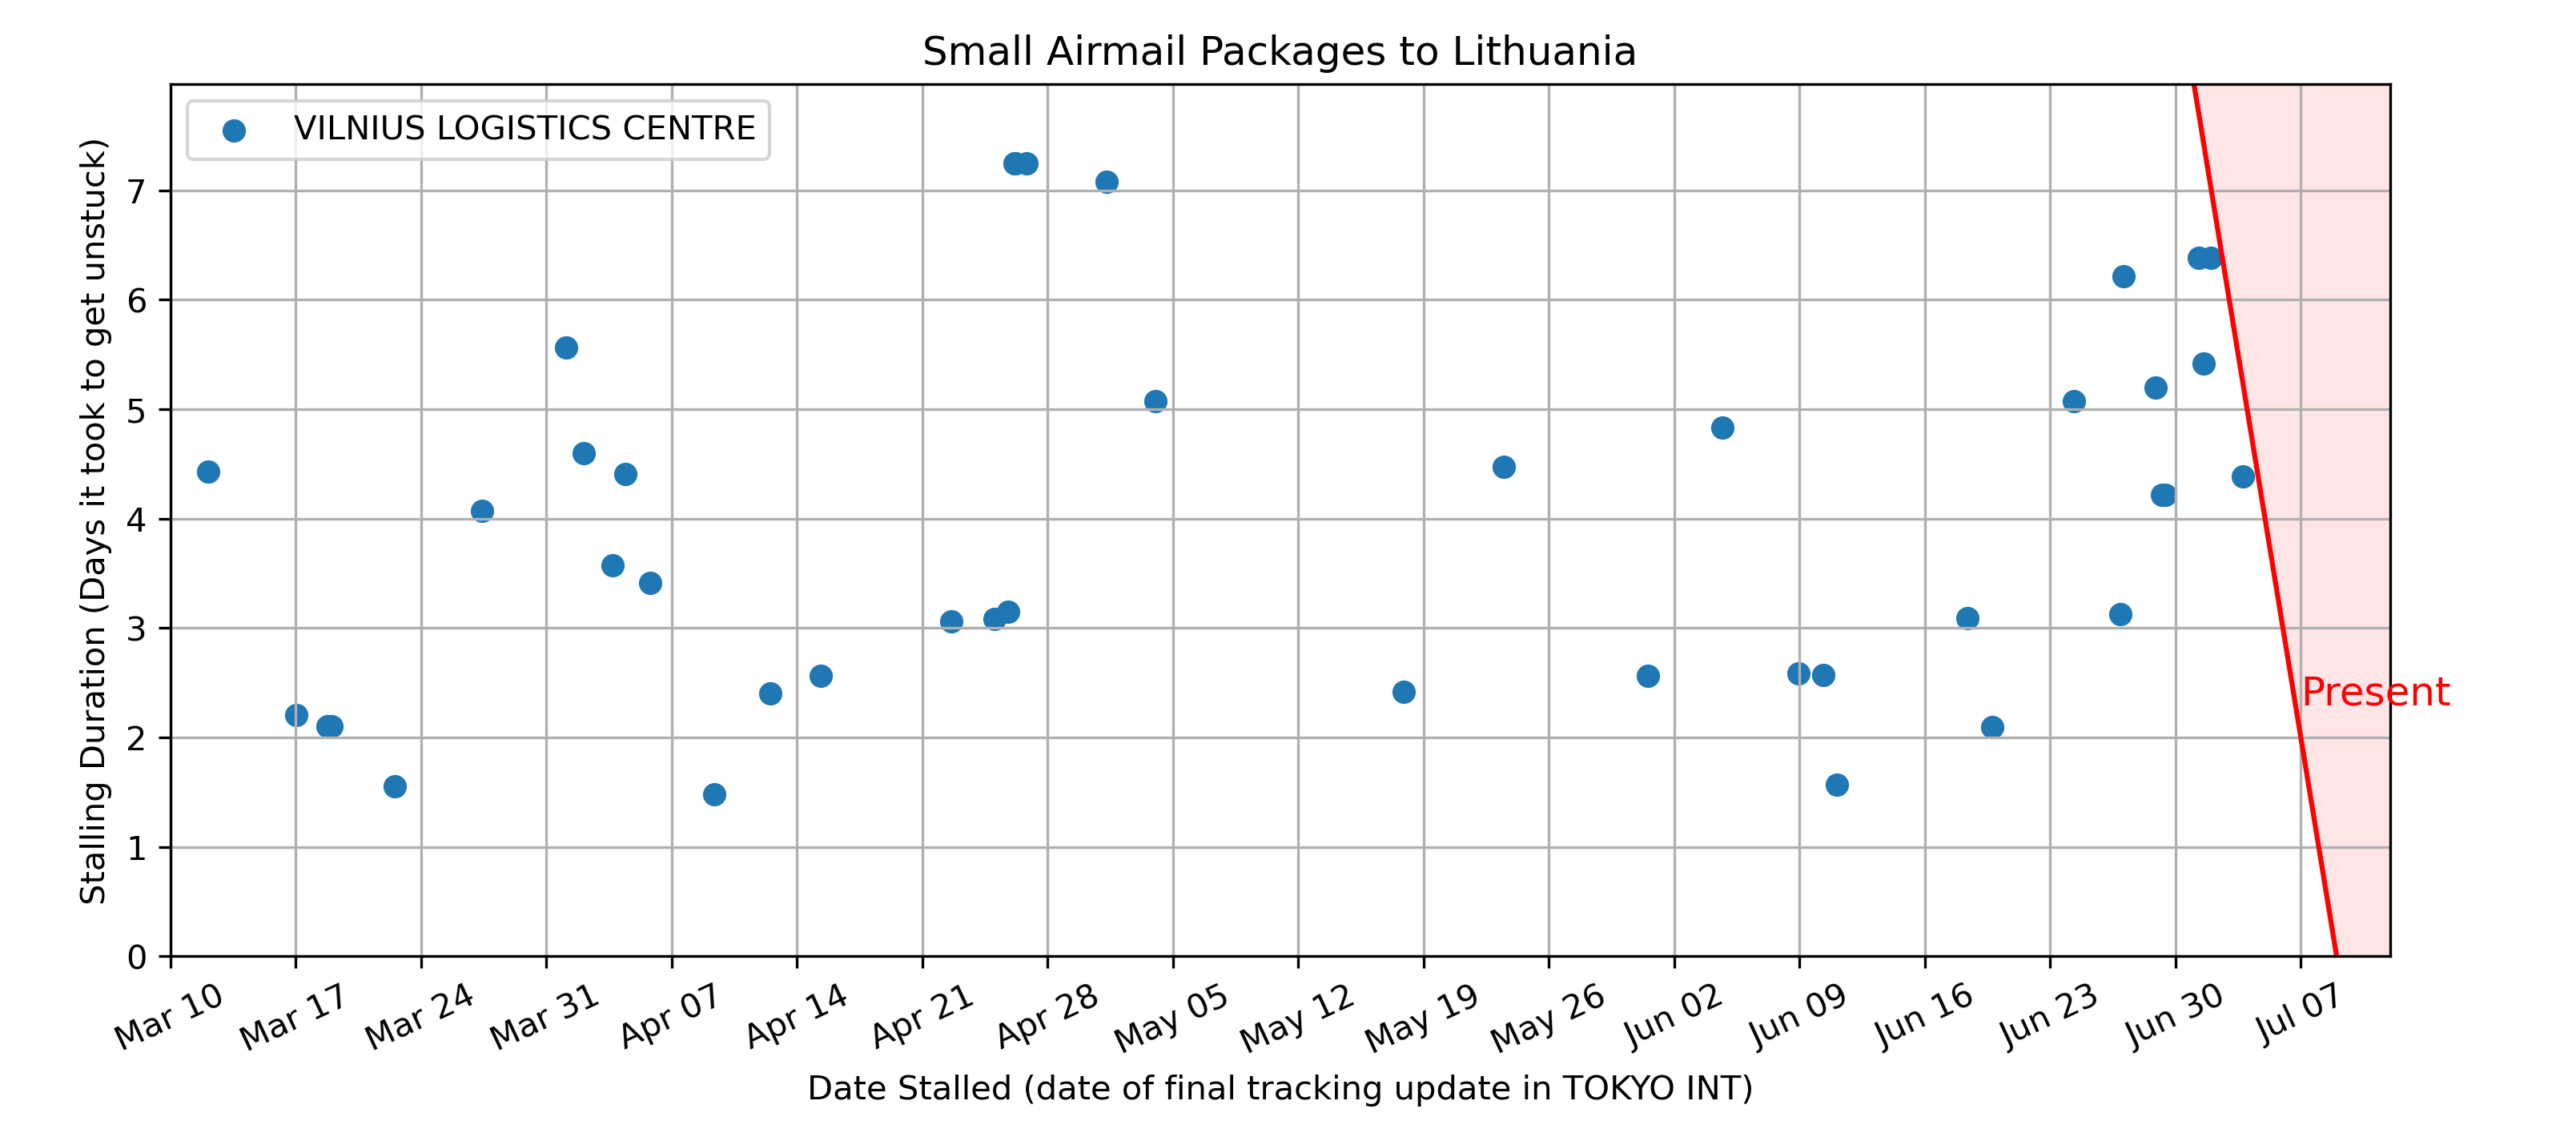 Small Airmail Packages to Lithuania
VILNIUS LOGISTICS CENTRE
Stalling Duration (Days it took to get unstuck)
7
6
5
4
3
2
1
0
Present
Mar 10
Mar 17
Mar 24
Mar 31
Apr 07
Apr 14
Apr 21
Apr 28
May 05
May 12
May 19
May 26
Jun 02
Jun 09
Jun 16
Jun 23
Jun 30
Jul 07
Date Stalled (date of final tracking update in TOKYO INT)